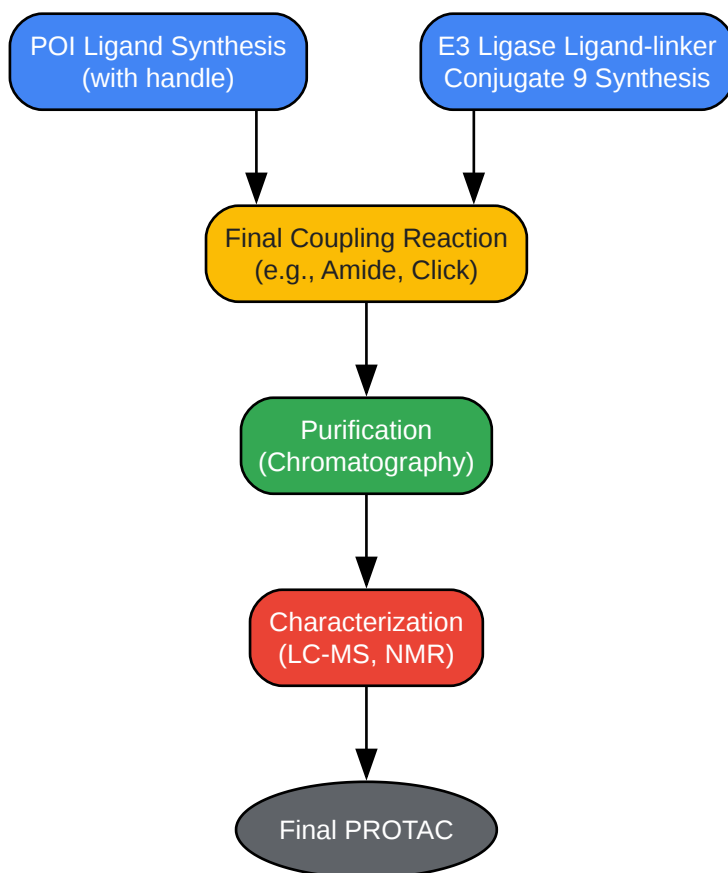 POI Ligand Synthesis
(with handle)
E3 Ligase Ligand-linker
Conjugate 9 Synthesis
Final Coupling Reaction
(e.g., Amide, Click)
Purification
(Chromatography)
Characterization
(LC-MS, NMR)
Final PROTAC